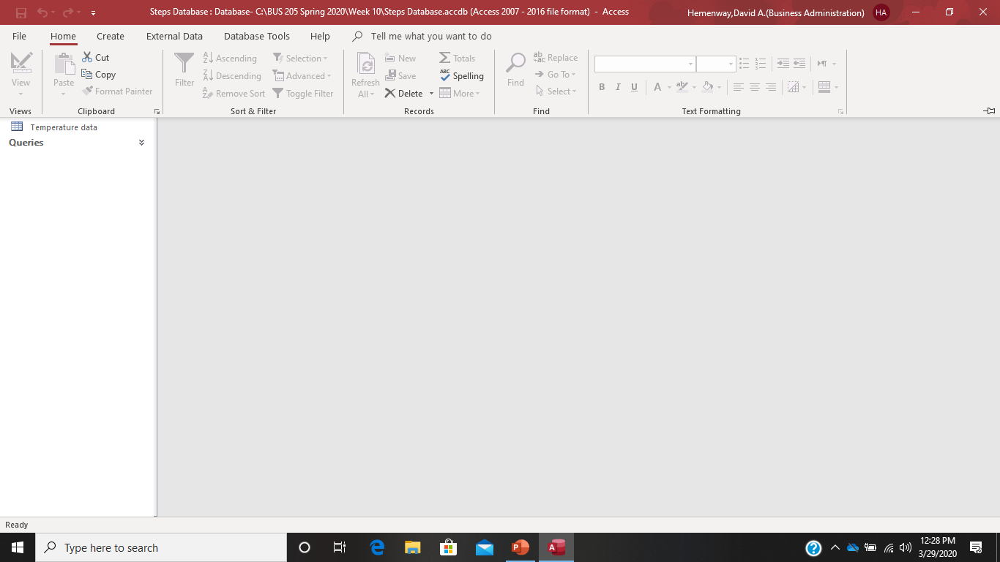 Steps Database : Database- C:\BUS 205 Spring 2020\Week 10\Steps Database.accdb (Access 2007 - 2016 file format) - Access
Hemenway,David A.(Business Administration) HA
File Home Create External Data Database Tools Help Tell me what you want to do
View
Views
Paste
Cut
Copy
Format Painter
Clipboard
Filter
Ascending
Descending
Remove Sort
Selection
Advanced
Toggle Filter
Sort & Filter
Refresh
All
New
Save
Delete
Totals
Spelling
More
Records
Find
Replace
Go To
Select
Find
B I U A
Text Formatting
Temperature data
Queries
Ready
Type here to search
12:28 PM
3/29/2020